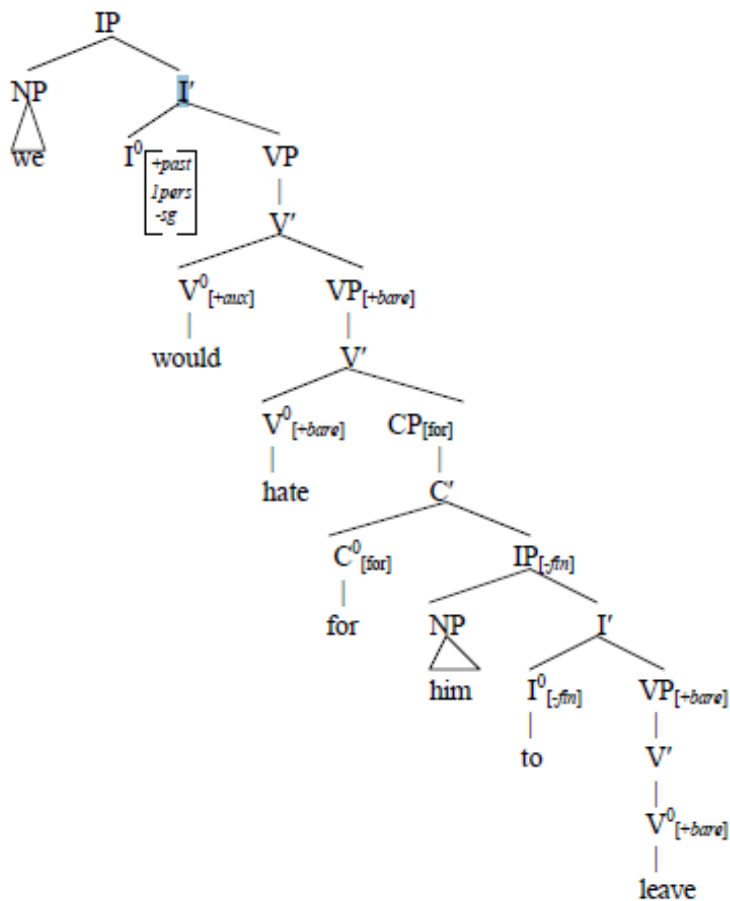 IP
NP I′
we I⁰[+past VP
1pers
-sg]
V′
V⁰[+aux] VP[+bare]
would V′
V⁰[+bare] CP[for]
hate C′
C⁰[for] IP[-fin]
for NP I′
him I⁰[-fin] VP[+bare]
to V′
V⁰[+bare]
leave